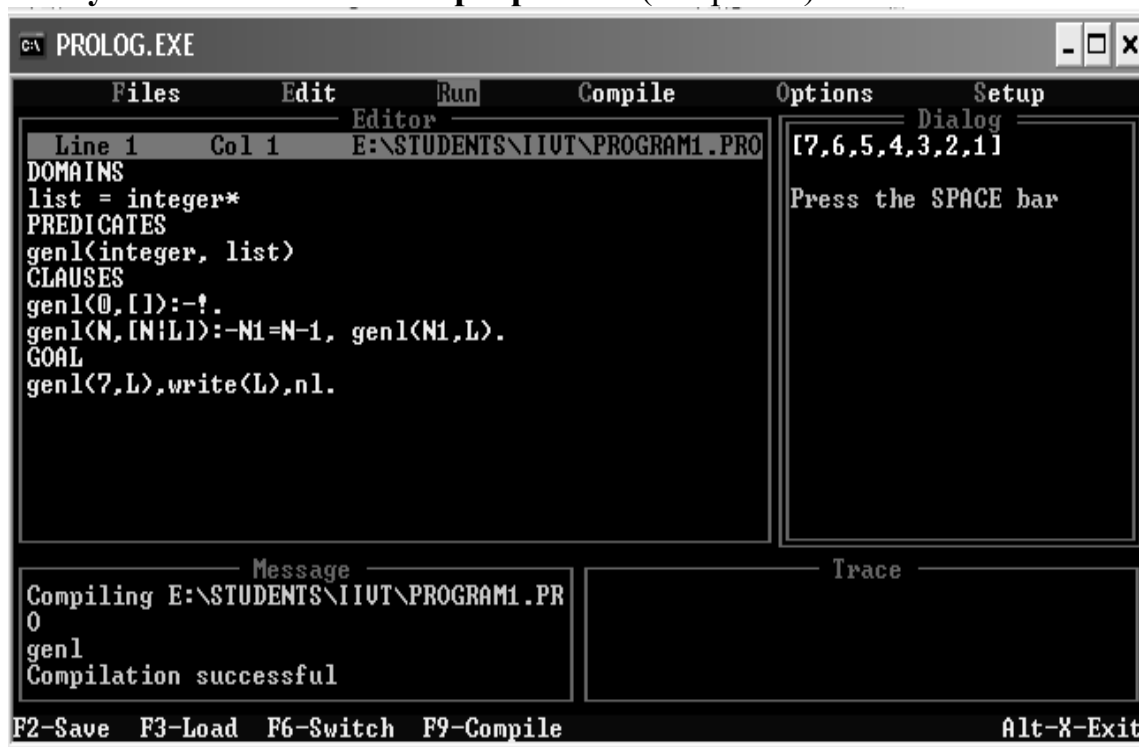 C:\ PROLOG.EXE
Files Edit Run Compile Options Setup
Editor
Line 1 Col 1 E:\STUDENTS\IIVT\PROGRAM1.PRO
DOMAINS
list = integer*
PREDICATES
genl(integer, list)
CLAUSES
genl(0,[]):-!.
genl(N,[N|L]):-N1=N-1, genl(N1,L).
GOAL
genl(7,L),write(L),nl.
Dialog
[7,6,5,4,3,2,1]
Press the SPACE bar
Message
Compiling E:\STUDENTS\IIVT\PROGRAM1.PR
O
genl
Compilation successful
Trace
F2-Save F3-Load F6-Switch F9-Compile Alt-X-Exit